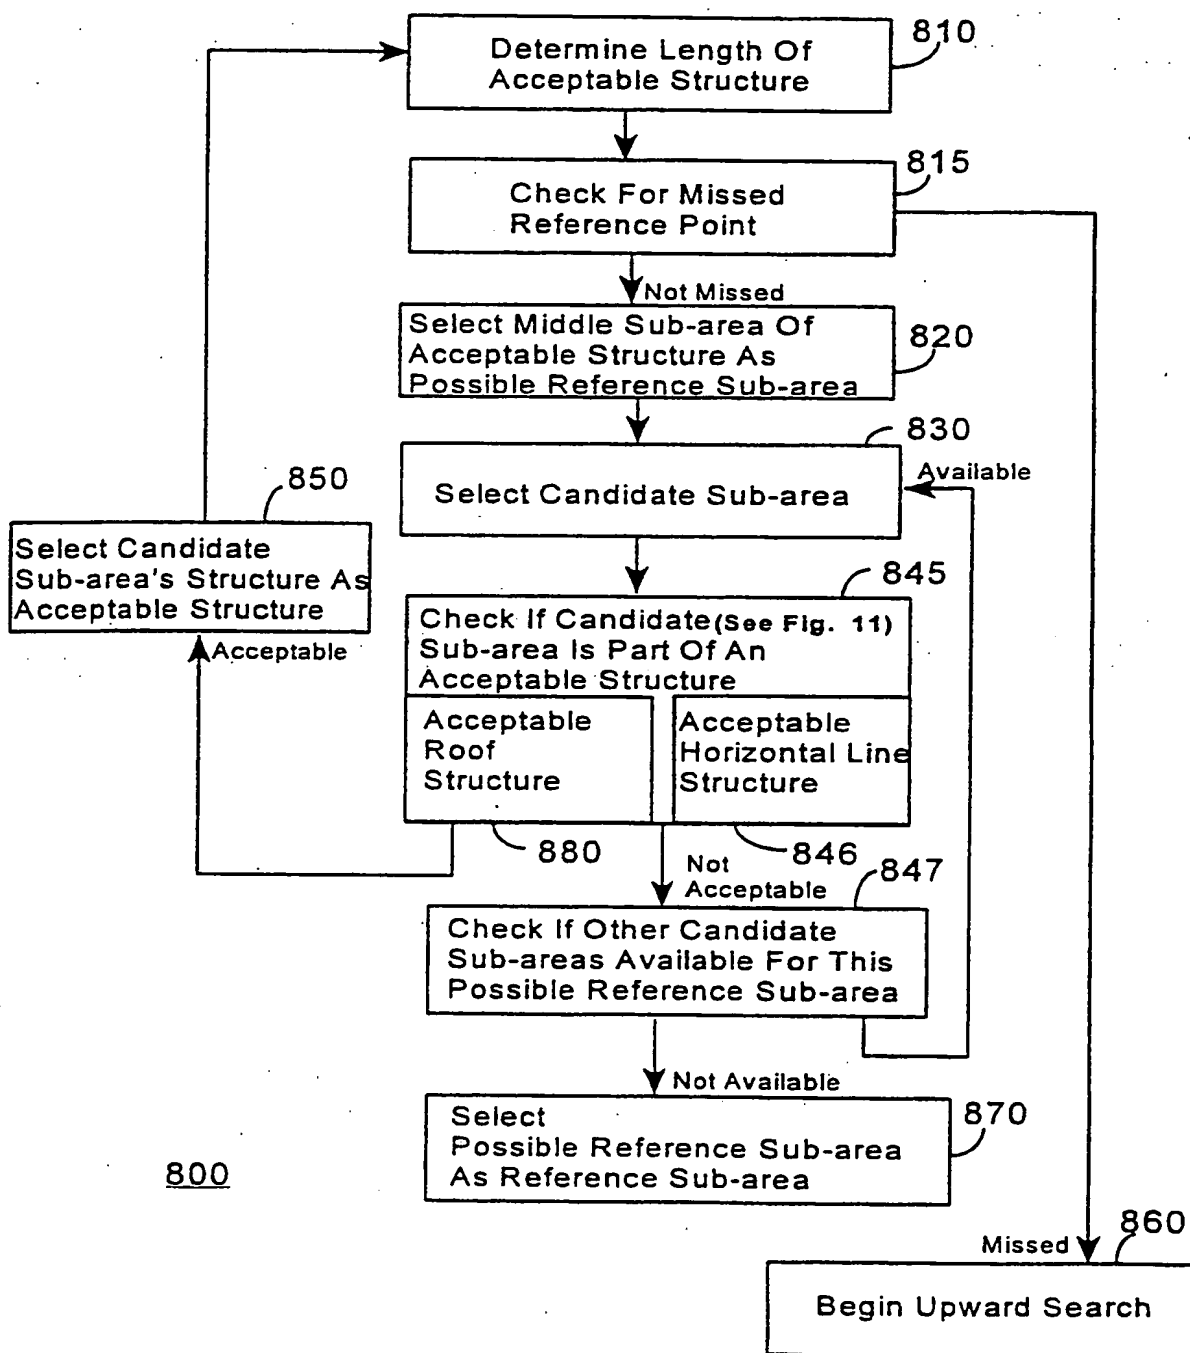 Determine Length Of
Acceptable Structure
810
Check For Missed
Reference Point
815
Not Missed
Select Middle Sub-area Of
Acceptable Structure As
Possible Reference Sub-area
820
830
Select Candidate Sub-area
Available
850
Select Candidate
Sub-area's Structure As
Acceptable Structure
Acceptable
845
Check If Candidate (See Fig. 11)
Sub-area Is Part Of An
Acceptable Structure
Acceptable
Roof
Structure
Acceptable
Horizontal Line
Structure
880
846
Not
Acceptable
847
Check If Other Candidate
Sub-areas Available For This
Possible Reference Sub-area
Not Available
Select
Possible Reference Sub-area
As Reference Sub-area
870
800
Missed
860
Begin Upward Search